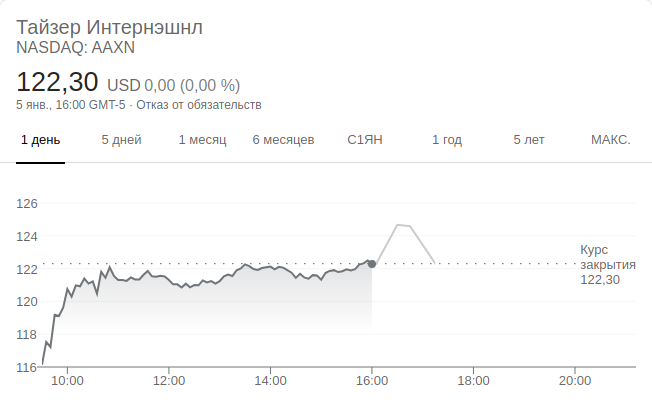 Тайзер Интернэшнл
NASDAQ: AAXN
122,30 USD 0,00 (0,00 %)
5 янв., 16:00 GMT-5 · Отказ от обязательств
1 день 5 дней 1 месяц 6 месяцев С1ЯН 1 год 5 лет МАКС.
126
124
122
120
118
116
Курс
закрытия
122,30
10:00 12:00 14:00 16:00 18:00 20:00